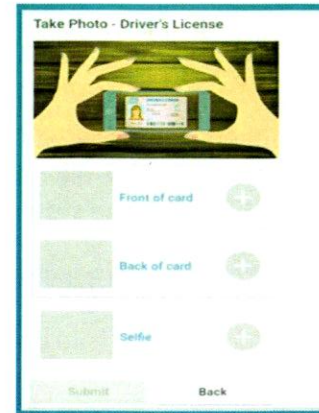 Take Photo - Driver's License
Front of card
Back of card
Selfie
Submit
Back